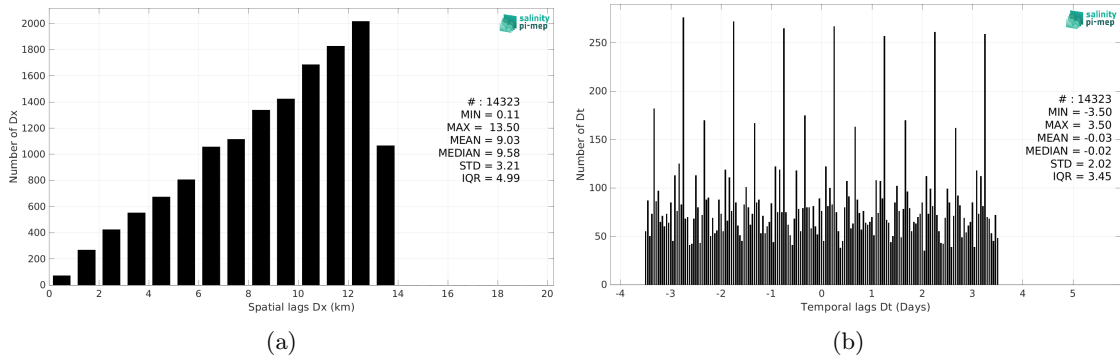 salinity
pi-mep
2000
1800
1600
1400
1200
1000
800
600
400
200
0
Number of Dx
# : 14323
MIN = 0.11
MAX = 13.50
MEAN = 9.03
MEDIAN = 9.58
STD = 3.21
IQR = 4.99
0 2 4 6 8 10 12 14 16 18 20
Spatial lags Dx (km)
(a)
salinity
pi-mep
250
200
150
100
50
0
Number of Dt
# : 14323
MIN = -3.50
MAX = 3.50
MEAN = -0.03
MEDIAN = -0.02
STD = 2.02
IQR = 3.45
-4 -3 -2 -1 0 1 2 3 4 5
Temporal lags Dt (Days)
(b)